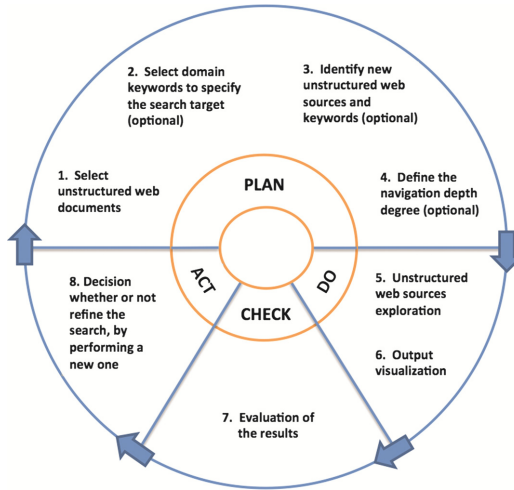 2. Select domain
keywords to specify
the search target
(optional)
3. Identify new
unstructured web
sources and
keywords (optional)
1. Select
unstructured web
documents
PLAN
4. Define the
navigation depth
degree (optional)
8. Decision
whether or not
refine the
search, by
performing a
new one
ACT
DO
CHECK
5. Unstructured
web sources
exploration
6. Output
visualization
7. Evaluation of
the results